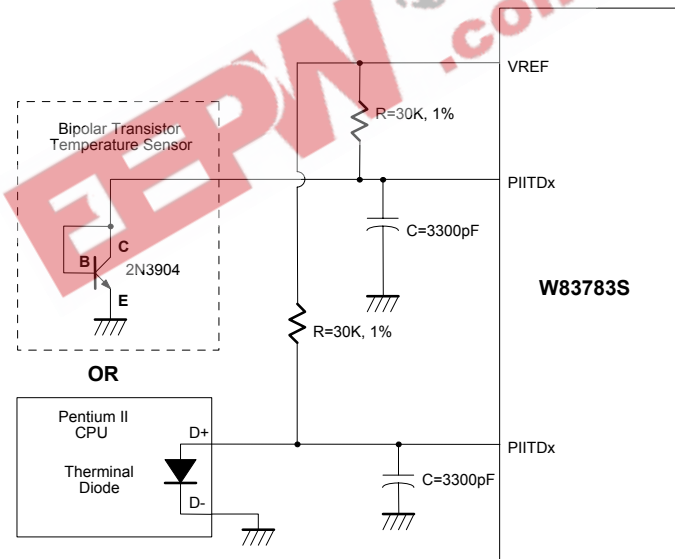 EEPW
.com
VREF
R=30K, 1%
Bipolar Transistor
Temperature Sensor
PIITDx
C=3300pF
B
C
2N3904
E
W83783S
R=30K, 1%
OR
Pentium II
CPU
D+
PIITDx
Therminal
Diode
C=3300pF
D-